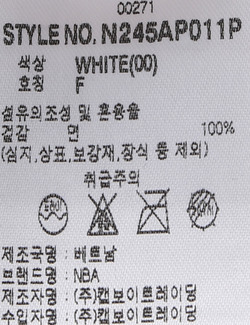 00271
STYLE NO. N245AP011P
색상 WHITE(00)
호칭 F
섬유의조성 및 혼용율
겉감 면 100%
(심지,상표,보강재,장식 등 제외)
취급주의
제조국명 : 베트남
브랜드명 : NBA
제조자명 : (주)캡보이트레이딩
수입자명 : (주)캡보이트레이딩